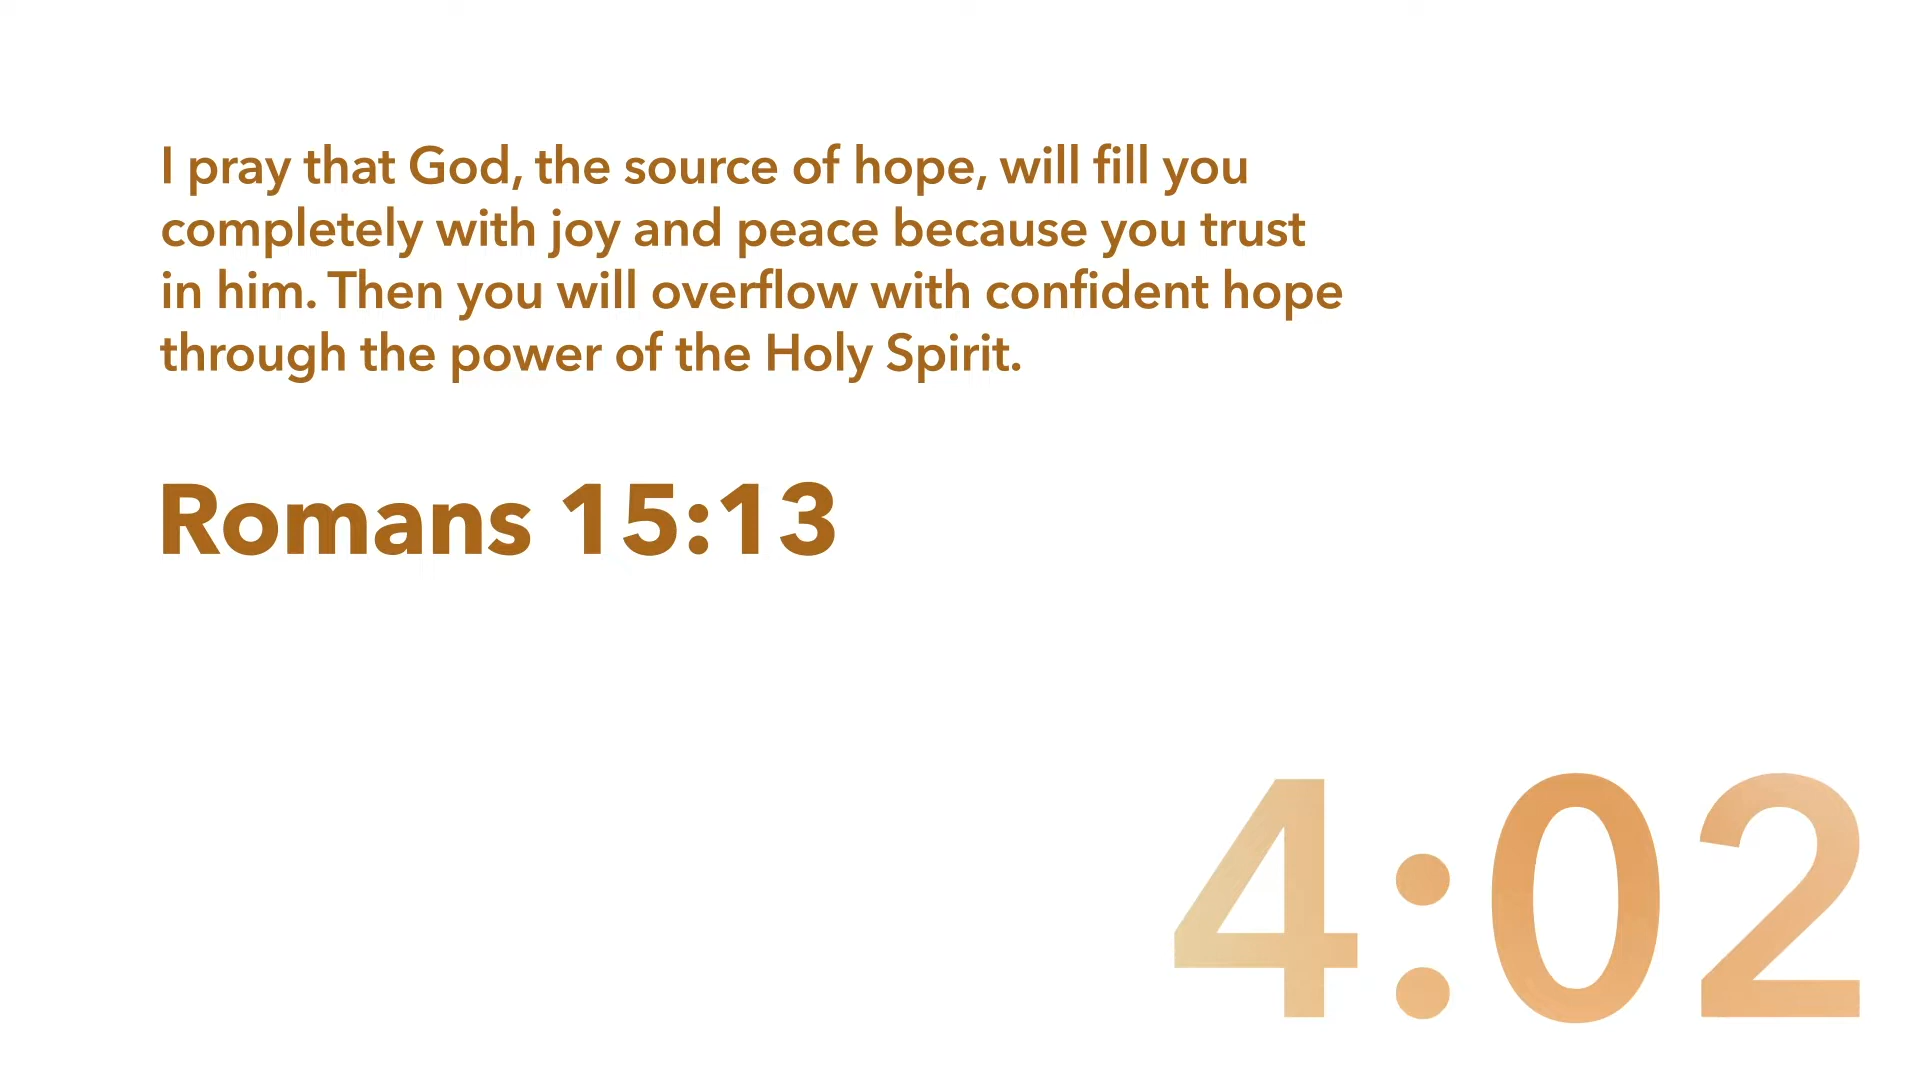 I pray that God, the source of hope, will fill you
completely with joy and peace because you trust
in him. Then you will overflow with confident hope
through the power of the Holy Spirit.
Romans 15:13
4:02